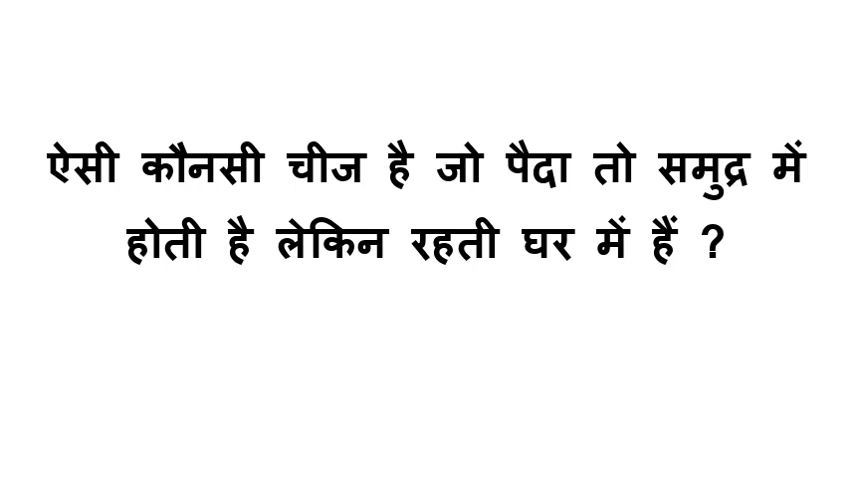 ऐसी कौनसी चीज है जो पैदा तो समुद्र में
होती है लेकिन रहती घर में हैं ?